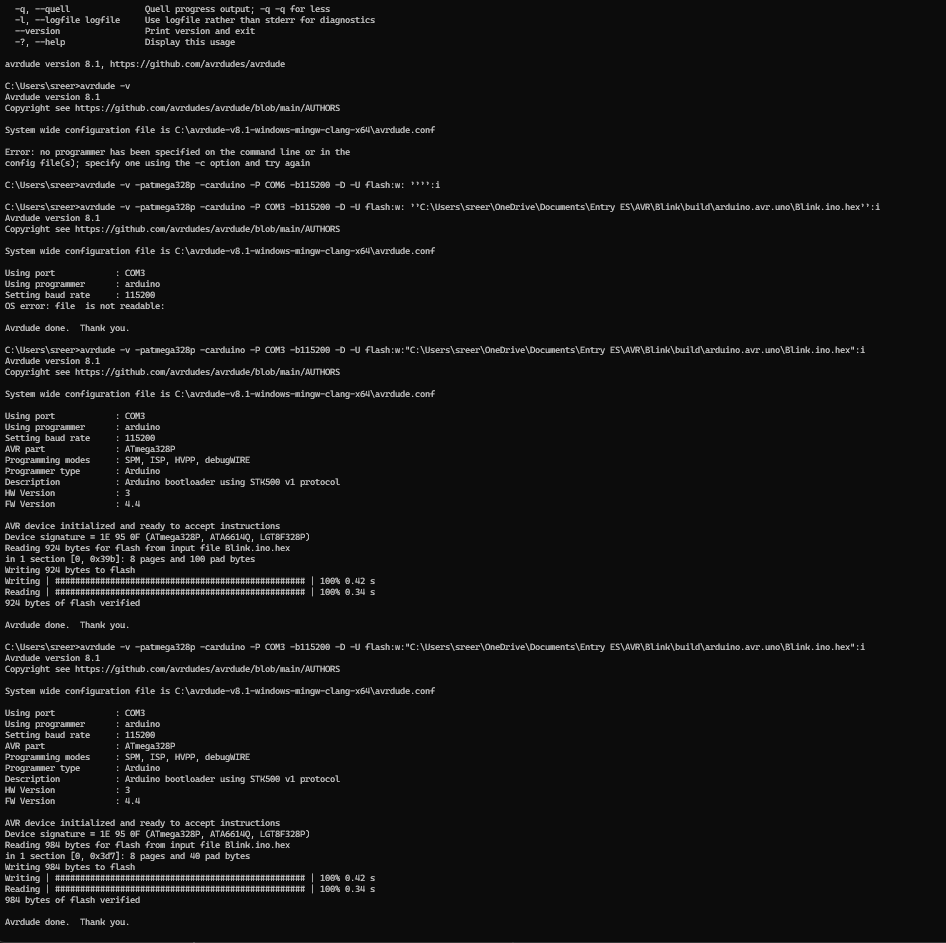 -q, --quell               Quell progress output; -q -q for less
-l, --logfile logfile     Use logfile rather than stderr for diagnostics
--version                 Print version and exit
-?, --help                Display this usage
avrdude version 8.1, https://github.com/avrdudes/avrdude
C:\Users\sreer>avrdude -v
Avrdude version 8.1
Copyright see https://github.com/avrdudes/avrdude/blob/main/AUTHORS
System wide configuration file is C:\avrdude-v8.1-windows-mingw-clang-x64\avrdude.conf
Error: no programmer has been specified on the command line or in the
config file(s); specify one using the -c option and try again
C:\Users\sreer>avrdude -v -patmega328p -carduino -P COM6 -b115200 -D -U flash:w: ’’’’:i
C:\Users\sreer>avrdude -v -patmega328p -carduino -P COM3 -b115200 -D -U flash:w: ’’C:\Users\sreer\OneDrive\Documents\Entry ES\AVR\Blink\build\arduino.avr.uno\Blink.ino.hex’’:i
Avrdude version 8.1
Copyright see https://github.com/avrdudes/avrdude/blob/main/AUTHORS
System wide configuration file is C:\avrdude-v8.1-windows-mingw-clang-x64\avrdude.conf
Using port            : COM3
Using programmer      : arduino
Setting baud rate     : 115200
OS error: file  is not readable:
Avrdude done.  Thank you.
C:\Users\sreer>avrdude -v -patmega328p -carduino -P COM3 -b115200 -D -U flash:w:"C:\Users\sreer\OneDrive\Documents\Entry ES\AVR\Blink\build\arduino.avr.uno\Blink.ino.hex":i
Avrdude version 8.1
Copyright see https://github.com/avrdudes/avrdude/blob/main/AUTHORS
System wide configuration file is C:\avrdude-v8.1-windows-mingw-clang-x64\avrdude.conf
Using port            : COM3
Using programmer      : arduino
Setting baud rate     : 115200
AVR part              : ATmega328P
Programming modes     : SPM, ISP, HVPP, debugWIRE
Programmer type       : Arduino
Description           : Arduino bootloader using STK500 v1 protocol
HW Version            : 3
FW Version            : 4.4
AVR device initialized and ready to accept instructions
Device signature = 1E 95 0F (ATmega328P, ATA6614Q, LGT8F328P)
Reading 924 bytes for flash from input file Blink.ino.hex
in 1 section [0, 0x39b]: 8 pages and 100 pad bytes
Writing 924 bytes to flash
Writing | ################################################## | 100% 0.42 s
Reading | ################################################## | 100% 0.34 s
924 bytes of flash verified
Avrdude done.  Thank you.
C:\Users\sreer>avrdude -v -patmega328p -carduino -P COM3 -b115200 -D -U flash:w:"C:\Users\sreer\OneDrive\Documents\Entry ES\AVR\Blink\build\arduino.avr.uno\Blink.ino.hex":i
Avrdude version 8.1
Copyright see https://github.com/avrdudes/avrdude/blob/main/AUTHORS
System wide configuration file is C:\avrdude-v8.1-windows-mingw-clang-x64\avrdude.conf
Using port            : COM3
Using programmer      : arduino
Setting baud rate     : 115200
AVR part              : ATmega328P
Programming modes     : SPM, ISP, HVPP, debugWIRE
Programmer type       : Arduino
Description           : Arduino bootloader using STK500 v1 protocol
HW Version            : 3
FW Version            : 4.4
AVR device initialized and ready to accept instructions
Device signature = 1E 95 0F (ATmega328P, ATA6614Q, LGT8F328P)
Reading 984 bytes for flash from input file Blink.ino.hex
in 1 section [0, 0x3d7]: 8 pages and 40 pad bytes
Writing 984 bytes to flash
Writing | ################################################## | 100% 0.42 s
Reading | ################################################## | 100% 0.34 s
984 bytes of flash verified
Avrdude done.  Thank you.